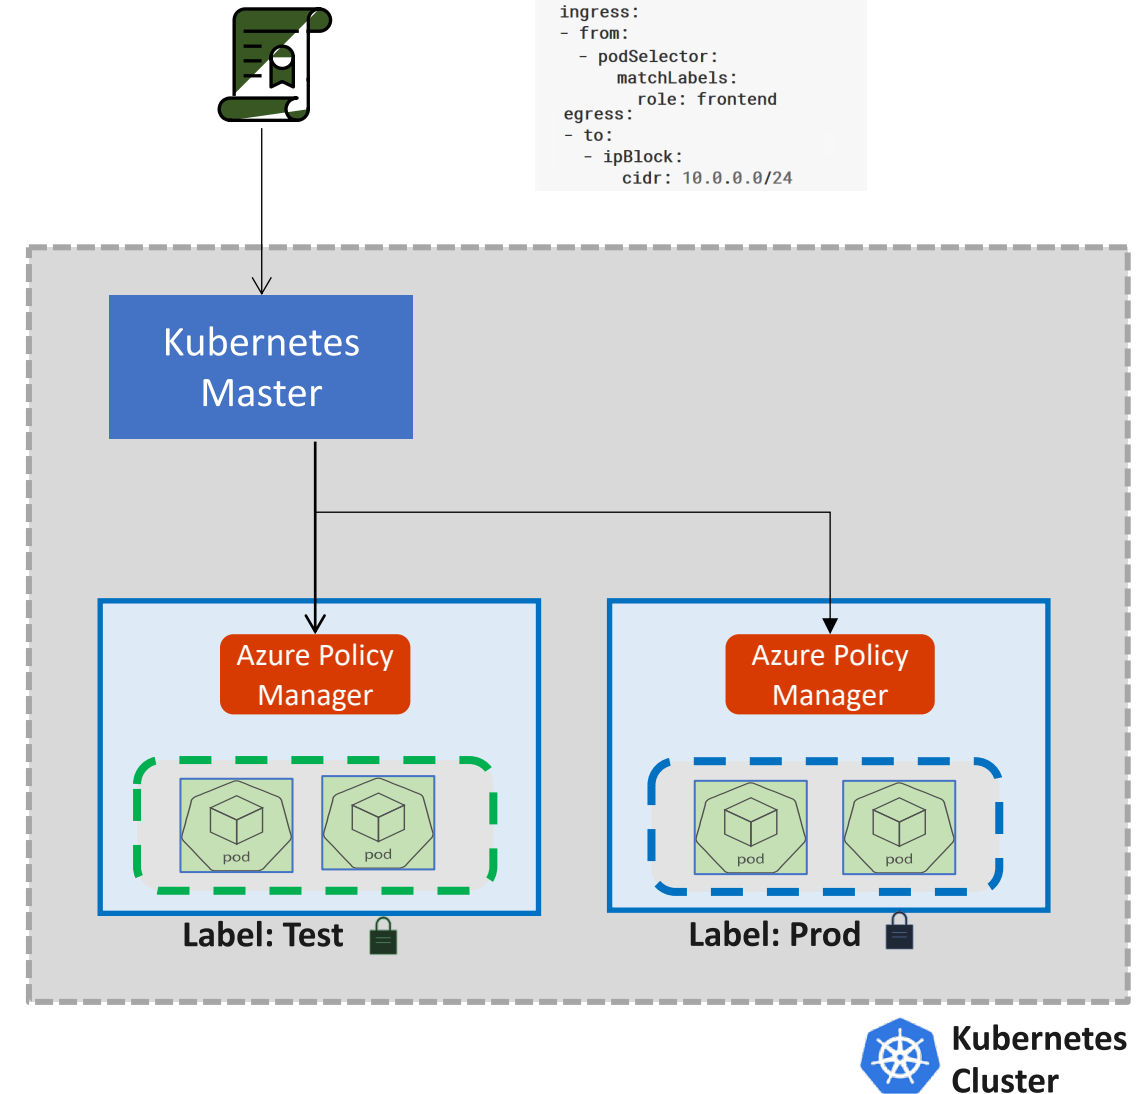 ingress:
- from:
- podSelector:
matchLabels:
role: frontend
egress:
- to:
- ipBlock:
cidr: 10.0.0.0/24
Kubernetes
Master
Azure Policy
Manager
Azure Policy
Manager
pod
pod
pod
pod
Label: Test
Label: Prod
Kubernetes
Cluster